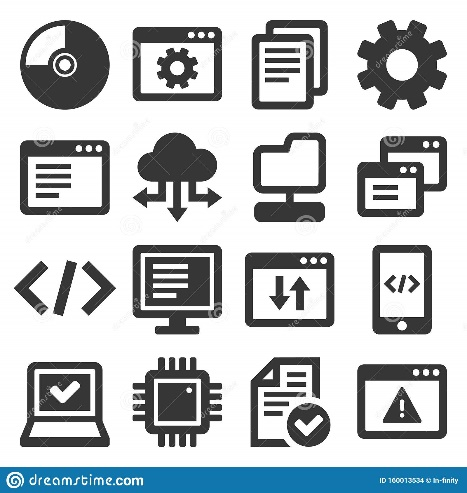 </>
</>
dreamstime.com
ID 160013534 © In-finity